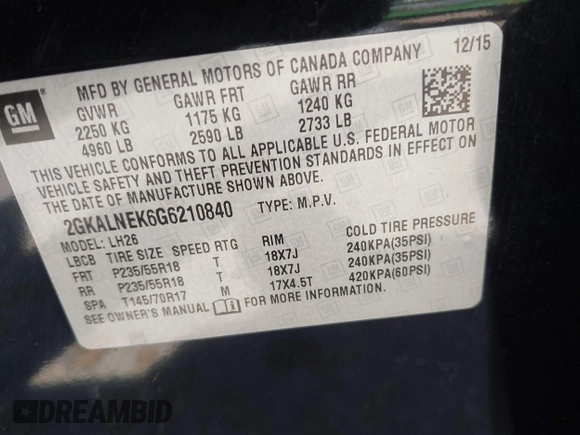 MFD BY GENERAL MOTORS OF CANADA COMPANY 12/15
GM ®
GVWR GAWR FRT GAWR RR
2250 KG 1175 KG 1240 KG
4960 LB 2590 LB 2733 LB
THIS VEHICLE CONFORMS TO ALL APPLICABLE U.S. FEDERAL MOTOR
VEHICLE SAFETY AND THEFT PREVENTION STANDARDS IN EFFECT ON
THE DATE OF MANUFACTURE SHOWN ABOVE.
2GKALNEK6G6210840 TYPE: M.P.V.
MODEL: LH26
LBCB TIRE SIZE SPEED RTG RIM COLD TIRE PRESSURE
FRT P235/55R18 T 18X7J 240KPA(35PSI)
RR P235/55R18 T 18X7J 240KPA(35PSI)
SPA T145/70R17 M 17X4.5T 420KPA(60PSI)
SEE OWNER'S MANUAL FOR MORE INFORMATION.
DREAMBID